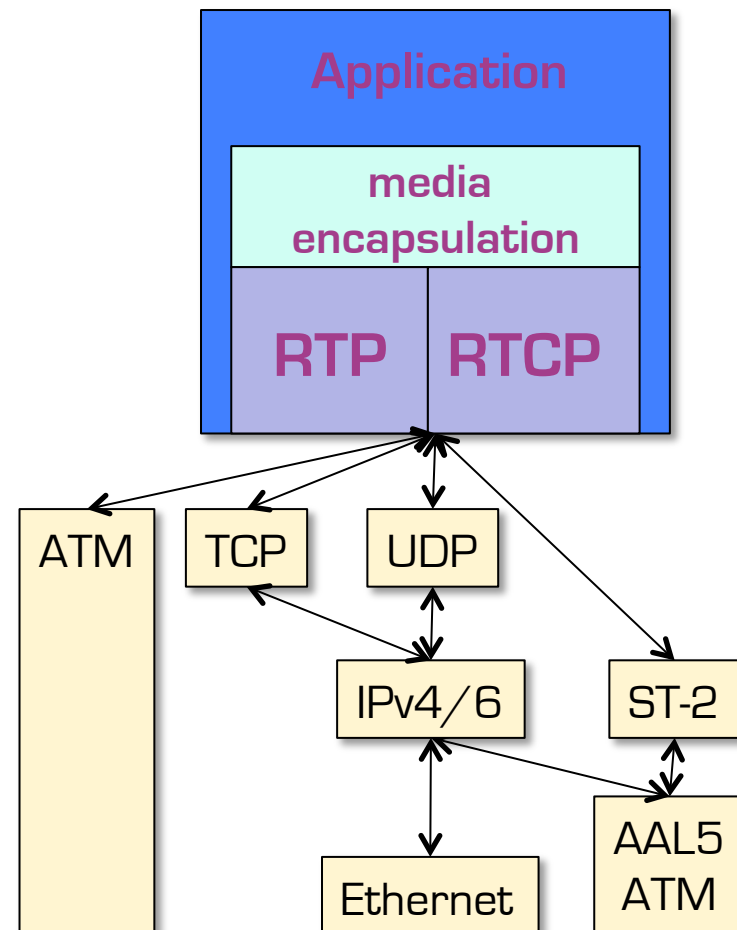 Application
media
encapsulation
RTP
RTCP
ATM
TCP
UDP
IPv4/6
ST-2
Ethernet
AAL5
ATM